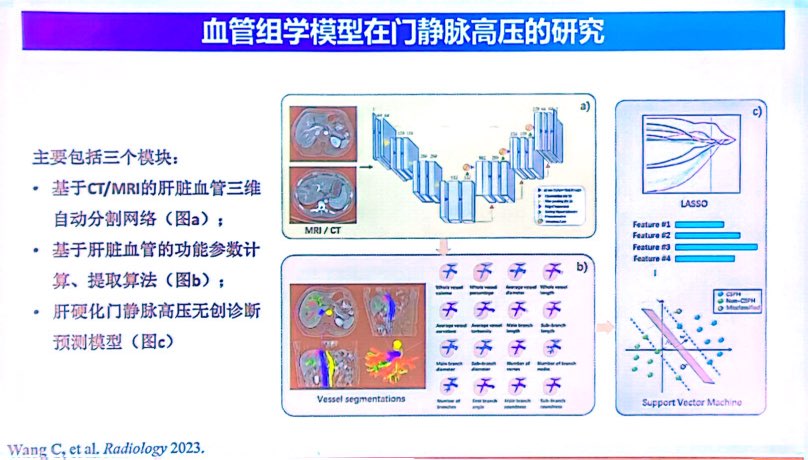 血管组学模型在门静脉高压的研究
主要包括三个模块：
• 基于CT/MRI的肝脏血管三维
自动分割网络（图a）；
• 基于肝脏血管的功能参数计
算、提取算法（图b）；
• 肝硬化门静脉高压无创诊断
预测模型（图c）
a)
MRI / CT
b)
Vessel segmentations
Whole vessel volume
Whole vessel percentage
Average vessel diameter
Whole vessel length
Average vessel curvature
Average vessel tortuosity
Main branch length
Sub-branch length
Main branch diameter
Sub-branch diameter
Number of
Number of branch nodes
Number of branches
angle
Main branch roundness
Sub-branch roundness
c)
LASSO
Feature #1
Feature #2
Feature #3
Feature #4
CSPH
Non-CSPH
Misclassified
Support Vector Machine
Wang C, et al. Radiology 2023.